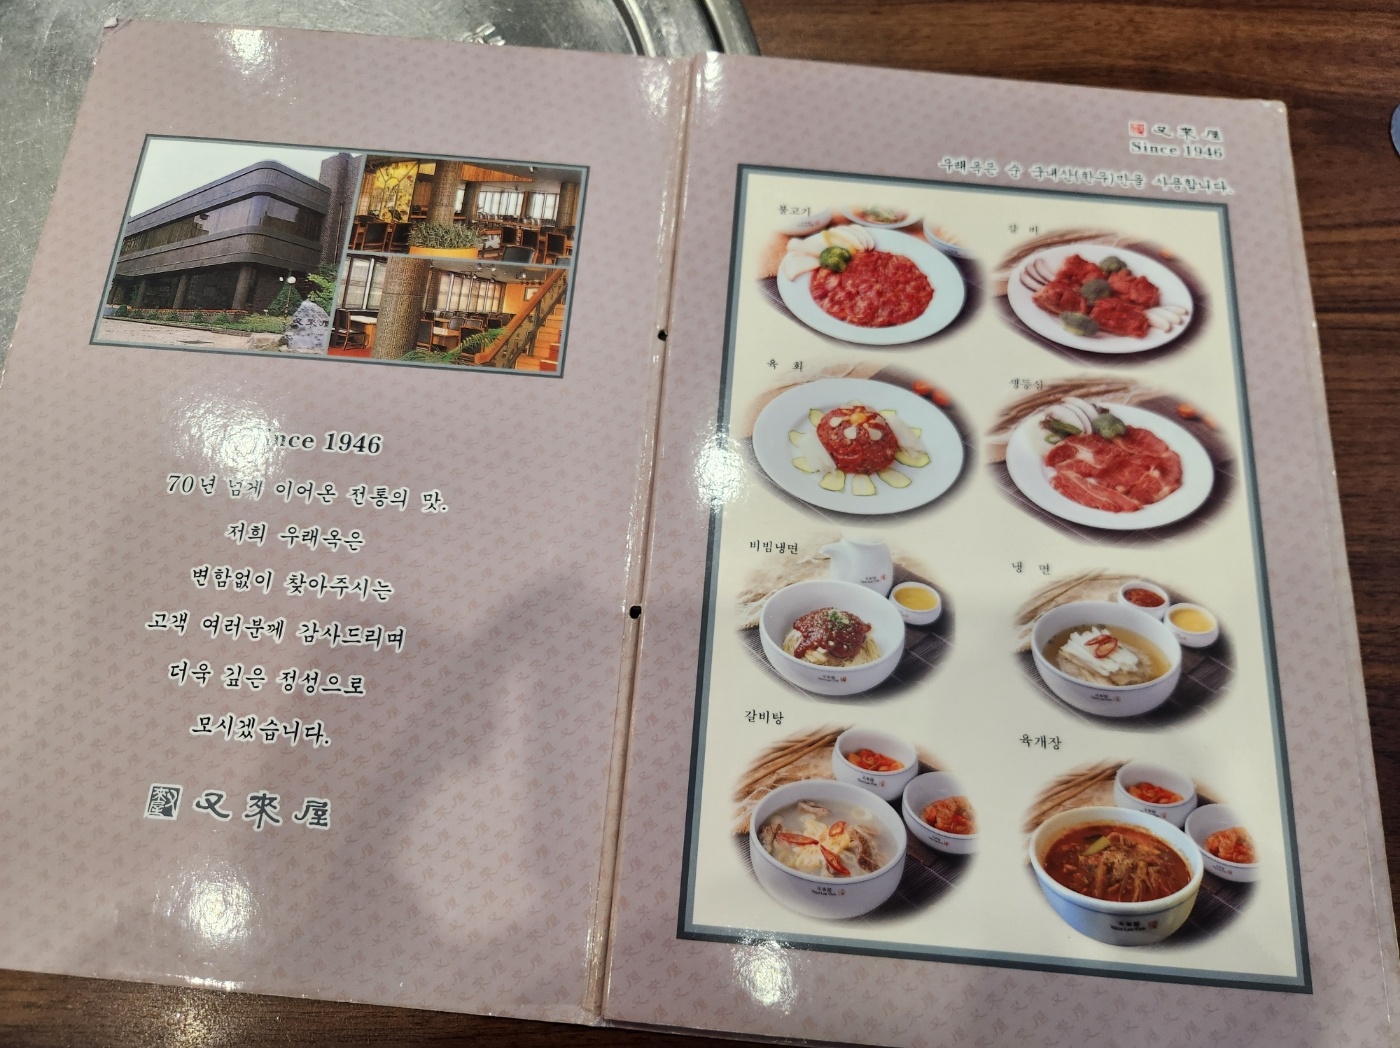 Since 1946
70년 넘게 이어온 전통의 맛.
저희 우래옥은
변함없이 찾아주시는
고객 여러분께 감사드리며
더욱 깊은 정성으로
모시겠습니다.
又來屋
又來屋
Since 1946
우래옥은 순 국내산(한우)만을 사용합니다.
불고기
갈 비
육 회
생등심
비빔냉면
냉 면
갈비탕
육개장